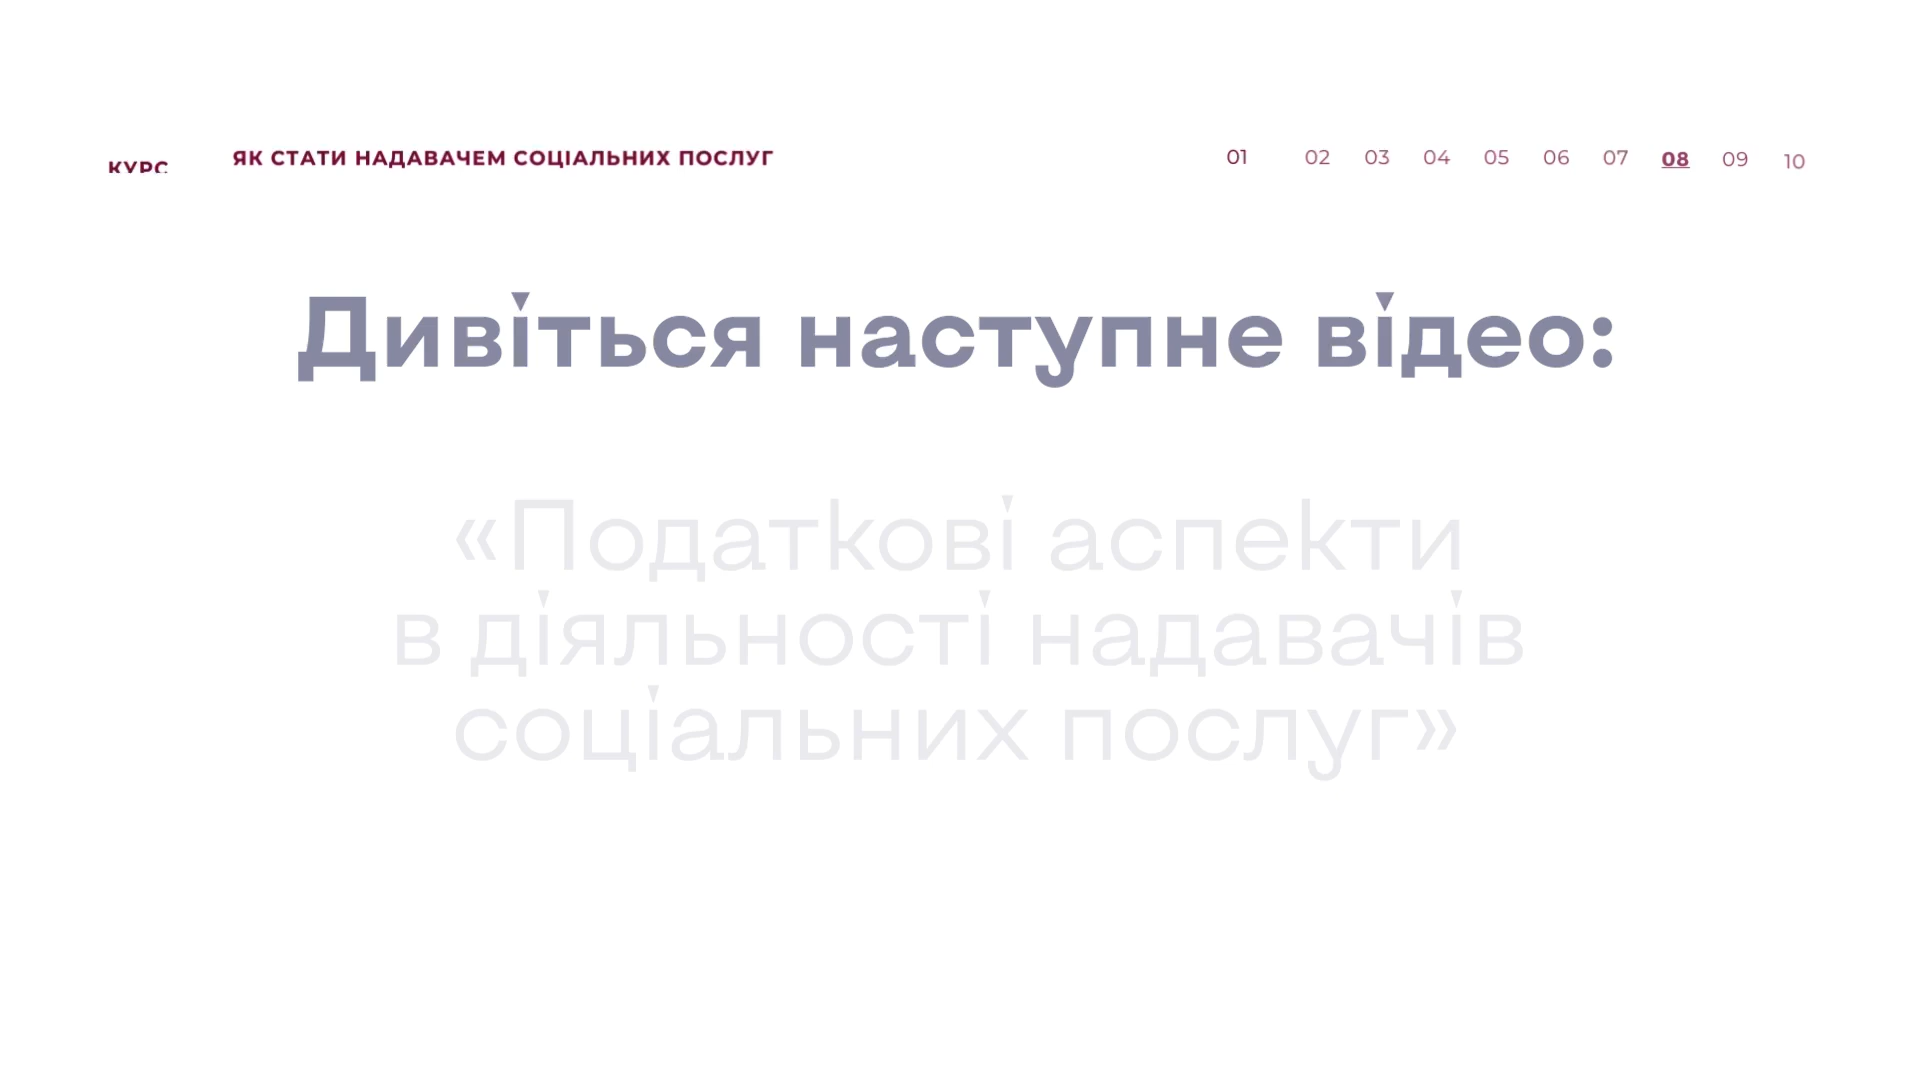 КУРС
ЯК СТАТИ НАДАВАЧЕМ СОЦІАЛЬНИХ ПОСЛУГ
01 02 03 04 05 06 07 08 09 10
Дивіться наступне відео:
«Податкові аспекти
в діяльності надавачів
соціальних послуг»